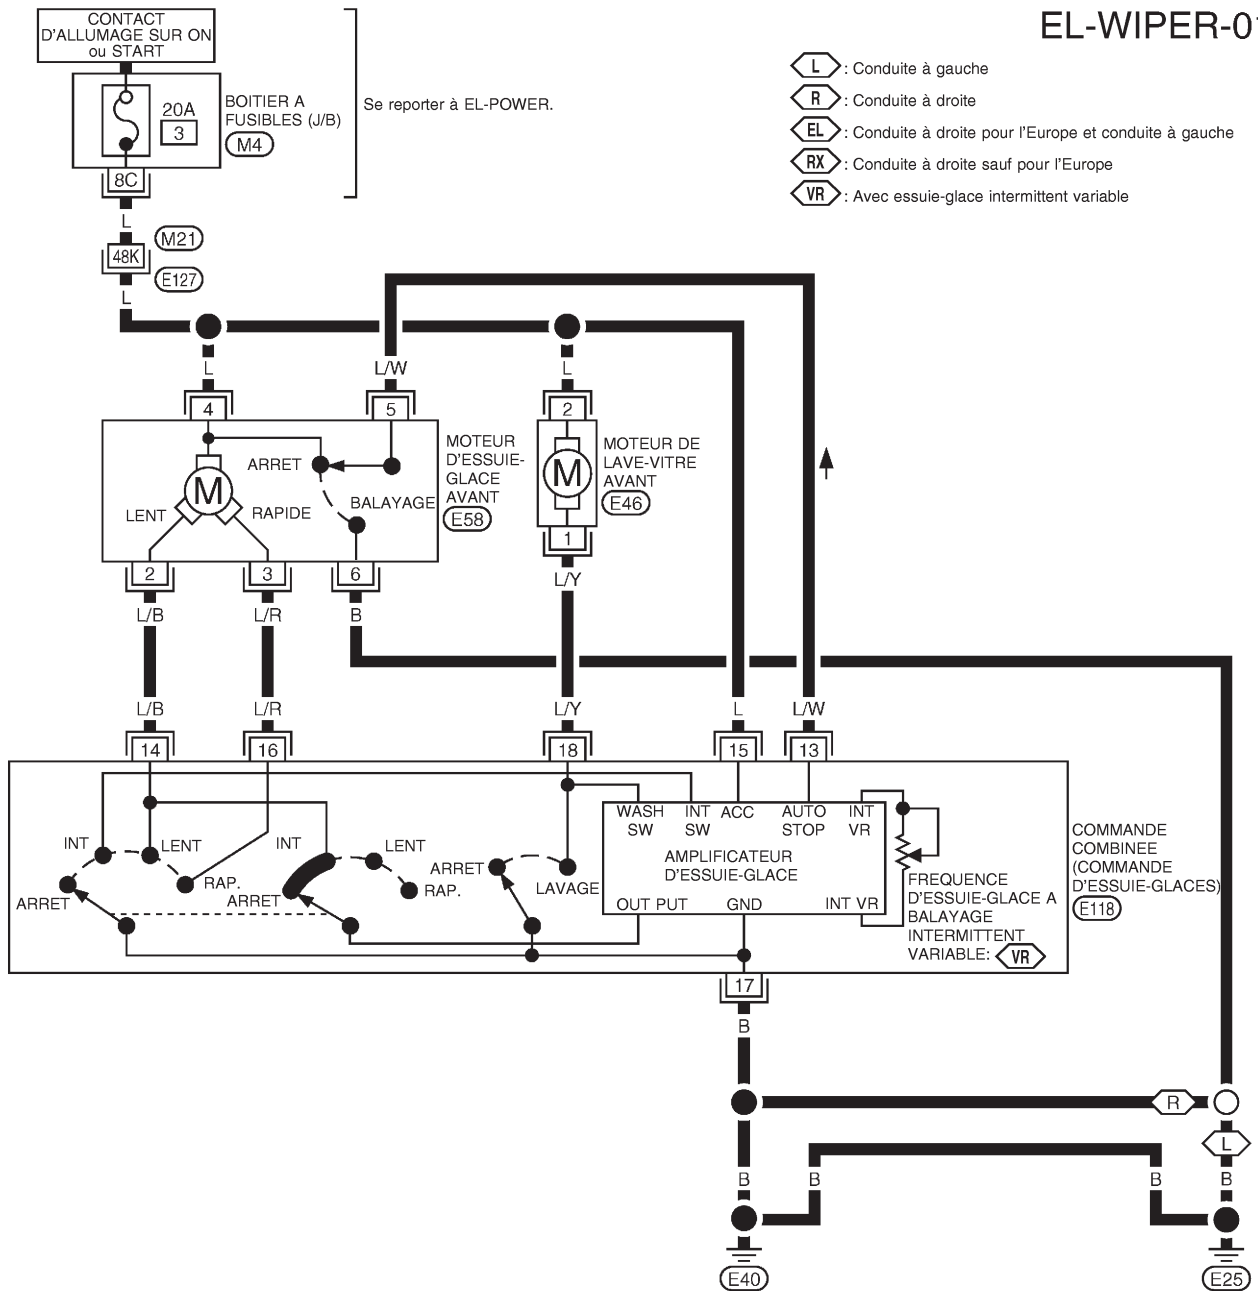 EL-WIPER-01
CONTACT
D'ALLUMAGE SUR ON
ou START
20A
3
BOITIER A
FUSIBLES (J/B)
M4
Se reporter à EL-POWER.
L : Conduite à gauche
R : Conduite à droite
EL : Conduite à droite pour l'Europe et conduite à gauche
RX : Conduite à droite sauf pour l'Europe
VR : Avec essuie-glace intermittent variable
8C
L
M21
48K
E127
L
L
L/W
L
4
5
2
ARRET
M
BALAYAGE
LENT
RAPIDE
MOTEUR
D'ESSUIE-
GLACE
AVANT
E58
M
MOTEUR DE
LAVE-VITRE
AVANT
E46
2
3
6
1
L/B
L/R
B
L/Y
L/B
L/R
L/Y
L
L/W
14
16
18
15
13
INT
LENT
ARRET
RAP.
INT
LENT
ARRET
RAP.
ARRET
LAVAGE
WASH
SW
INT
SW
ACC
AUTO
STOP
INT
VR
AMPLIFICATEUR
D'ESSUIE-GLACE
OUT PUT
GND
INT VR
FREQUENCE
D'ESSUIE-GLACE A
BALAYAGE
INTERMITTENT
VARIABLE: VR
COMMANDE
COMBINEE
(COMMANDE
D'ESSUIE-GLACES)
E118
17
B
R
L
B
B
B
B
E40
E25